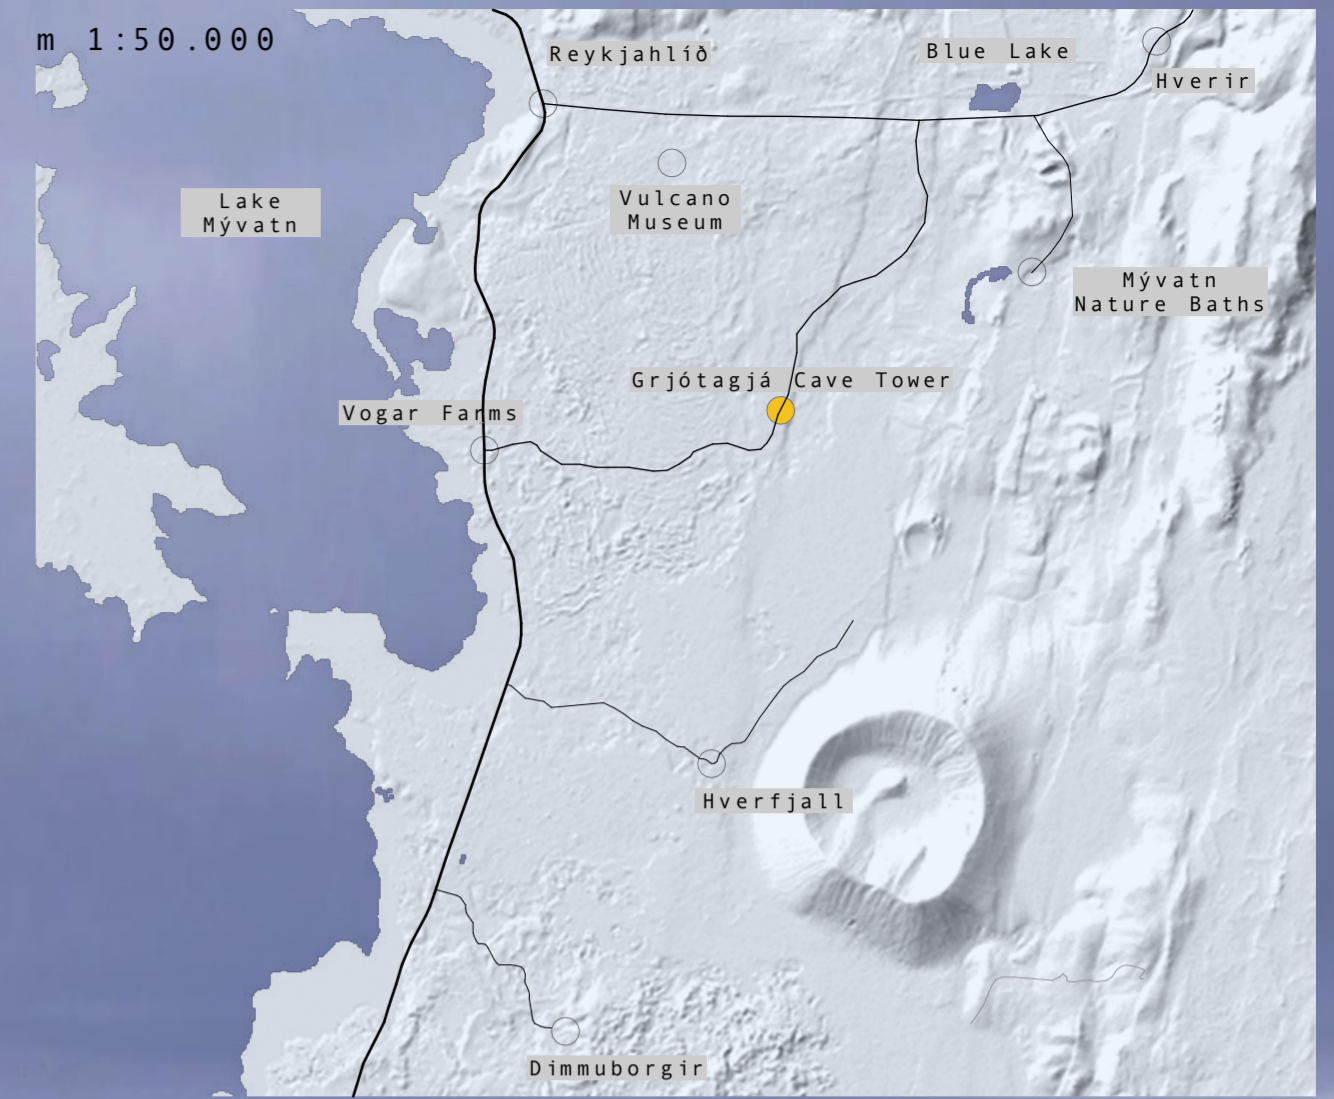 m 1:50.000
Reykjahlíð
Blue Lake
Hverir
Lake
Mývatn
Vulcano
Museum
Mývatn
Nature Baths
Grjótagjá Cave Tower
Vogar Farms
Hverfjall
Dimmuborgir